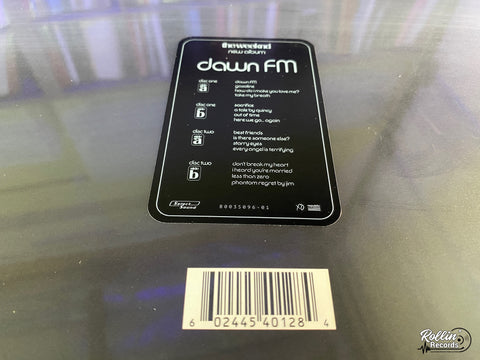 the weeknd
new album
dawn FM
disc one
a
dawn FM
gasoline
how do i make you love me?
take my breath
disc one
b
sacrifice
a tale by quincy
out of time
here we go... again
disc two
a
best friends
is there someone else?
starry eyes
every angel is terrifying
disc two
b
don't break my heart
i heard you're married
less than zero
phantom regret by jim
B0035096-01
6 02445 40128 4
Rollin
Records